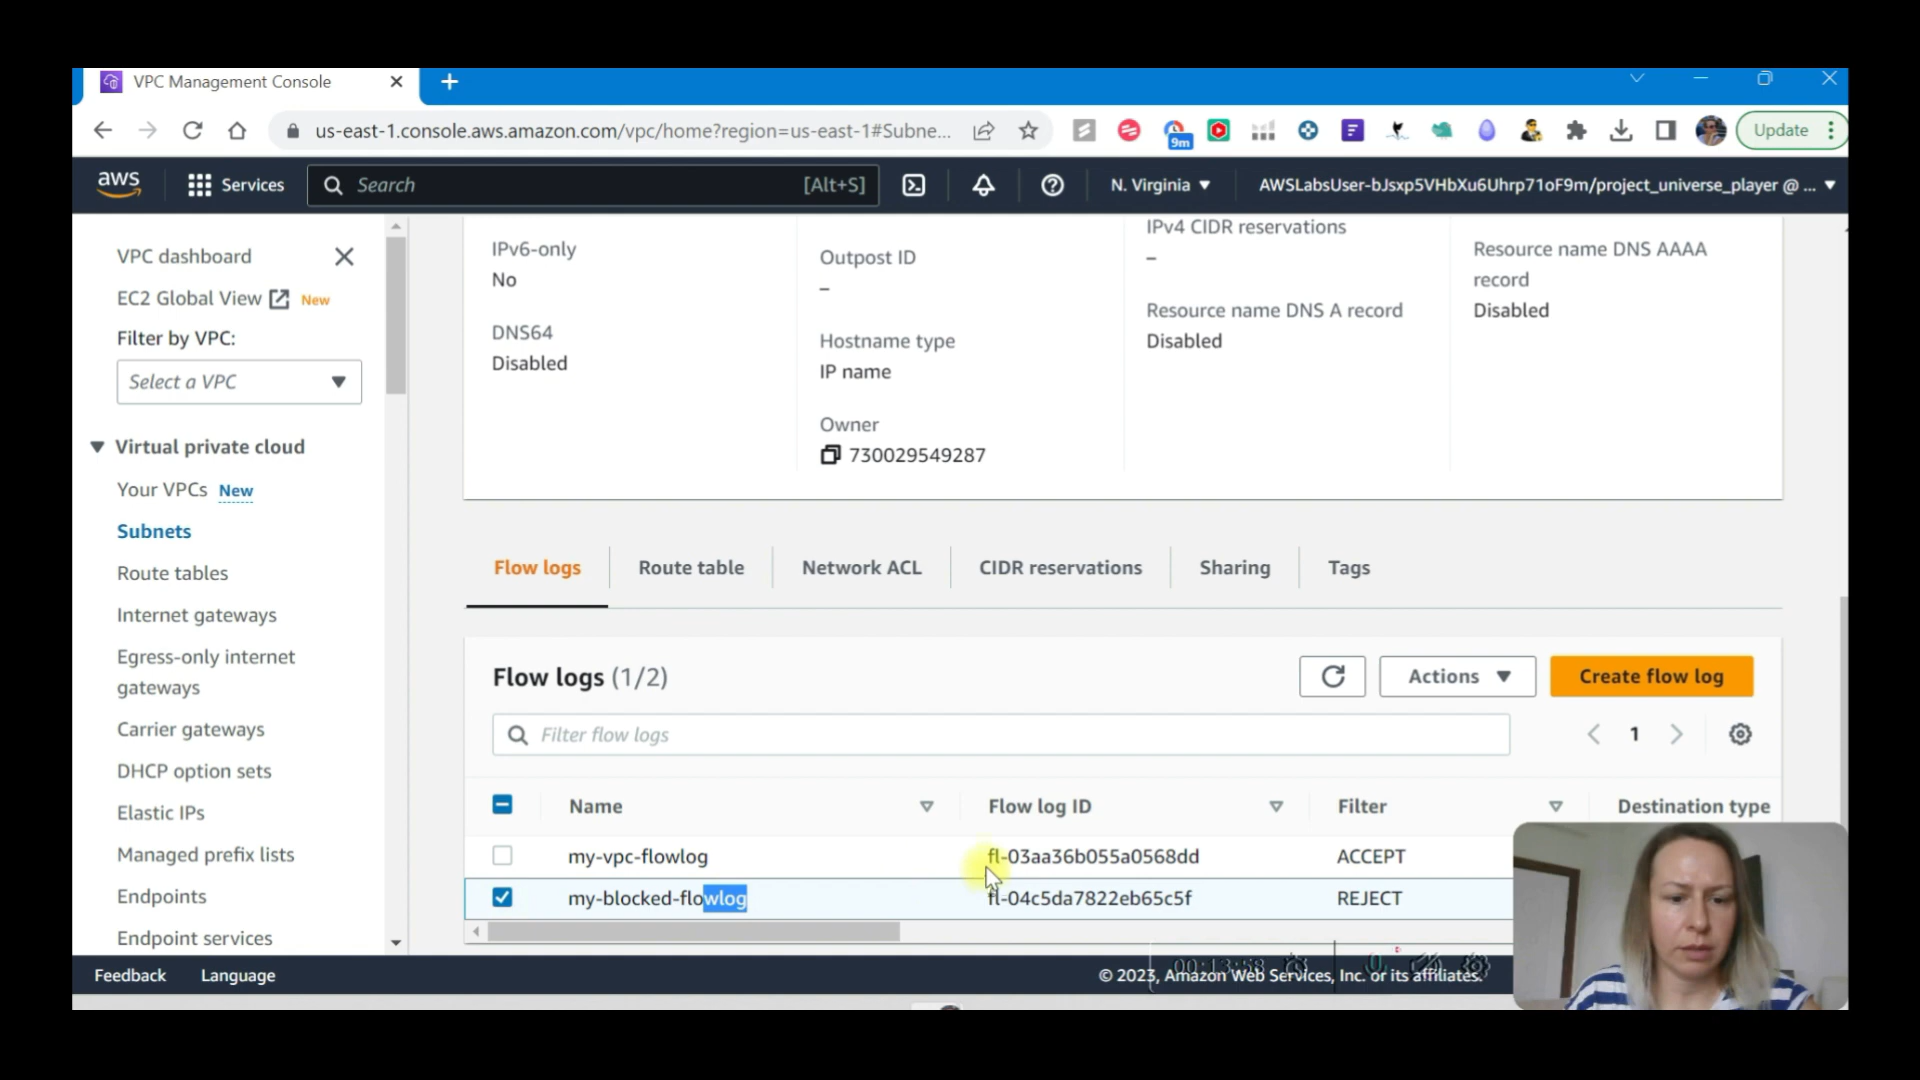 VPC Management Console
us-east-1.console.aws.amazon.com/vpc/home?region=us-east-1#Subne...
9m
Update
aws
Services
Search
[Alt+S]
N. Virginia
AWSLabsUser-bJsxp5VHbXu6Uhrp71oF9m/project_universe_player @ ...
VPC dashboard
EC2 Global View New
Filter by VPC:
Select a VPC
Virtual private cloud
Your VPCs New
Subnets
Route tables
Internet gateways
Egress-only internet
gateways
Carrier gateways
DHCP option sets
Elastic IPs
Managed prefix lists
Endpoints
Endpoint services
IPv6-only
No
DNS64
Disabled
Outpost ID
–
Hostname type
IP name
Owner
730029549287
IPv4 CIDR reservations
–
Resource name DNS A record
Disabled
Resource name DNS AAAA
record
Disabled
Flow logs
Route table
Network ACL
CIDR reservations
Sharing
Tags
Flow logs (1/2)
Actions
Create flow log
Filter flow logs
1
Name
Flow log ID
Filter
Destination type
my-vpc-flowlog
fl-03aa36b055a0568dd
ACCEPT
my-blocked-flowlog
fl-04c5da7822eb65c5f
REJECT
Feedback
Language
© 2023, Amazon Web Services, Inc. or its affiliates.
00:13:58